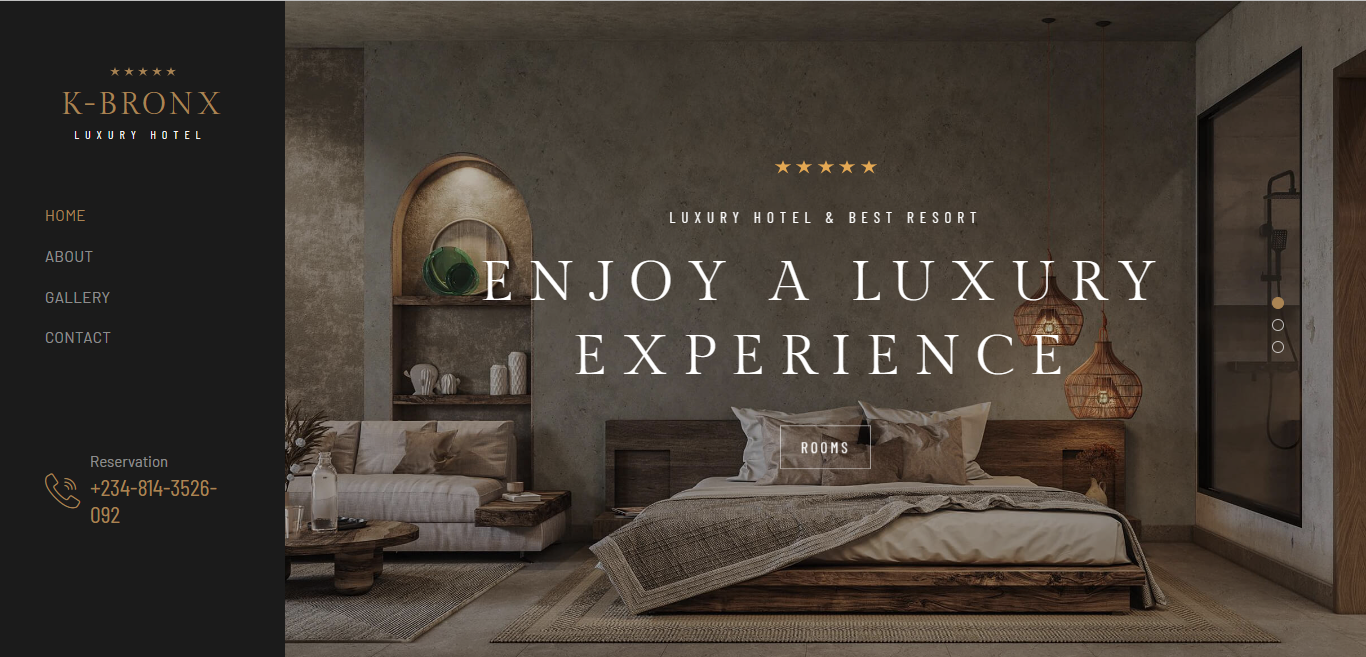 K-BRONX
LUXURY HOTEL
HOME
ABOUT
GALLERY
CONTACT
Reservation
+234-814-3526-
092
LUXURY HOTEL & BEST RESORT
ENJOY A LUXURY
EXPERIENCE
ROOMS